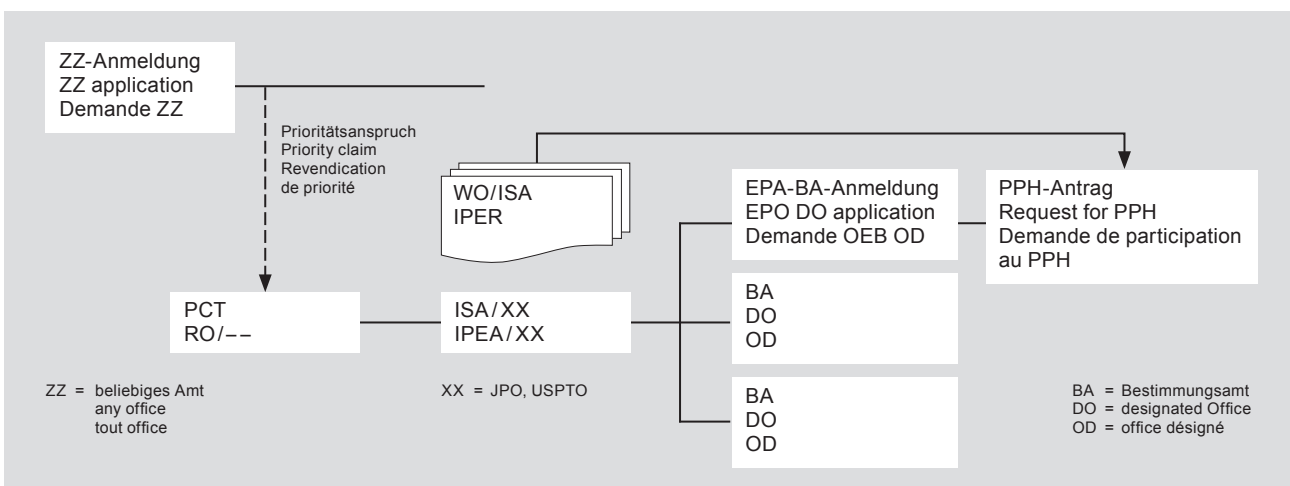 ZZ-Anmeldung
ZZ application
Demande ZZ
Prioritätsanspruch
Priority claim
Revendication
de priorité
WO/ISA
IPER
EPA-BA-Anmeldung
EPO DO application
Demande OEB OD
PPH-Antrag
Request for PPH
Demande de participation
au PPH
PCT
RO/––
ISA/XX
IPEA/XX
BA
DO
OD
BA
DO
OD
ZZ = beliebiges Amt
any office
tout office
XX = JPO, USPTO
BA = Bestimmungsamt
DO = designated Office
OD = office désigné